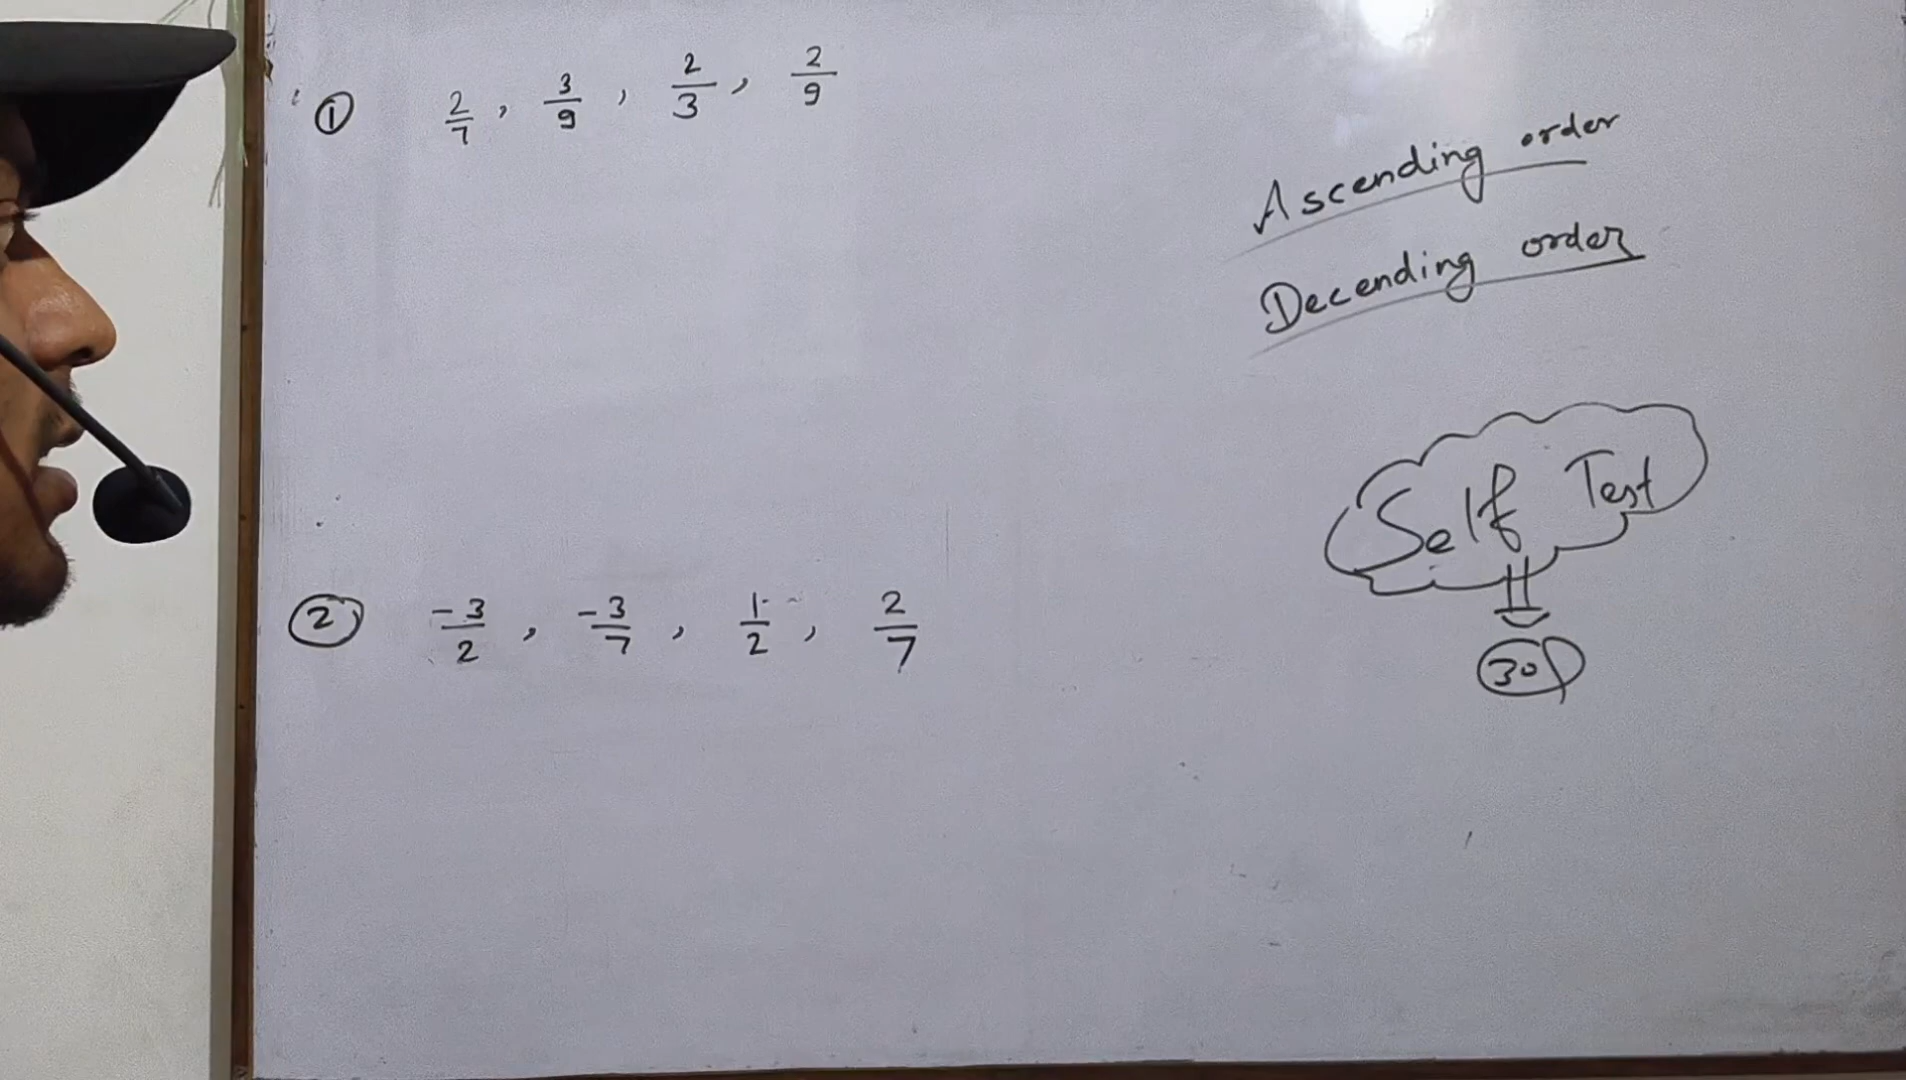 ① 2/7 , 3/9 , 2/3 , 2/9
Ascending order
Decending order
Self Test
② -3/2 , -3/7 , 1/2 , 2/7